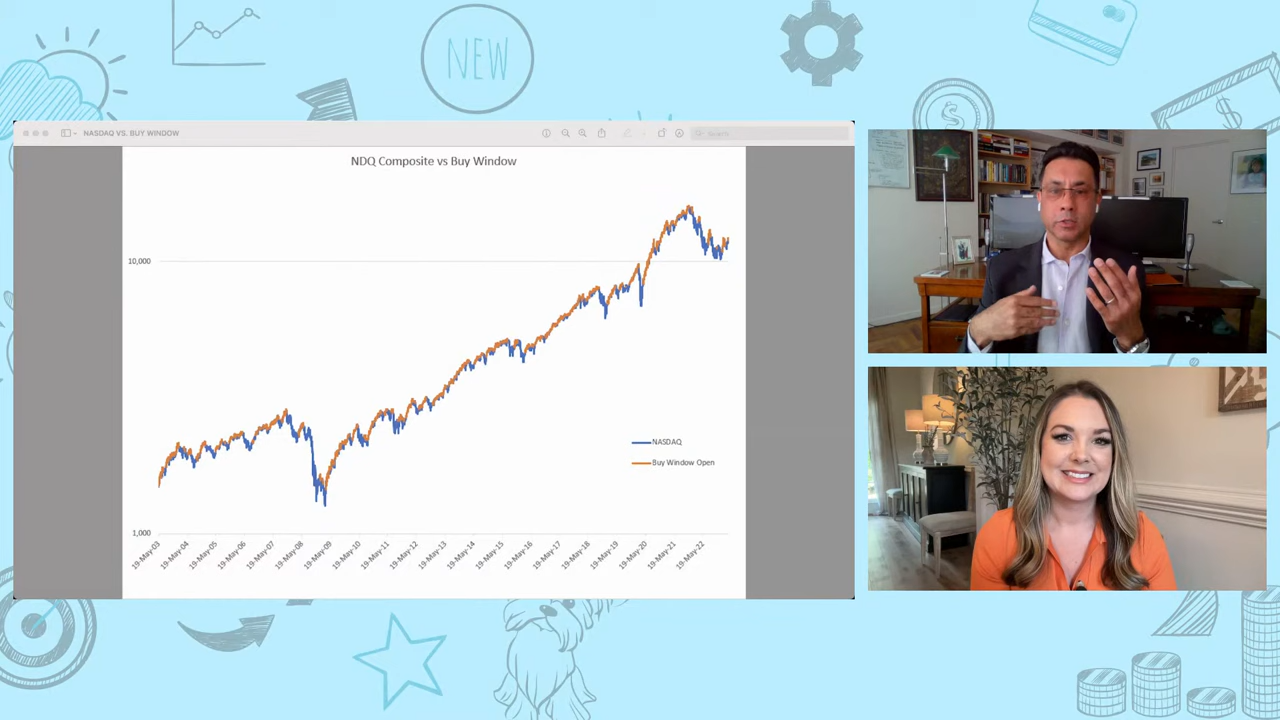 NEW
NASDAQ VS. BUY WINDOW
Search
NDQ Composite vs Buy Window
10,000
NASDAQ
Buy Window Open
1,000
19-May-03
19-May-04
19-May-05
19-May-06
19-May-07
19-May-08
19-May-09
19-May-10
19-May-11
19-May-12
19-May-13
19-May-14
19-May-15
19-May-16
19-May-17
19-May-18
19-May-19
19-May-20
19-May-21
19-May-22
$
$